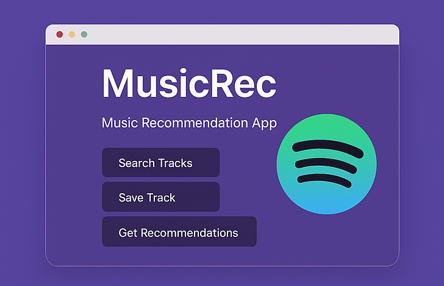 MusicRec
Music Recommendation App
Search Tracks
Save Track
Get Recommendations